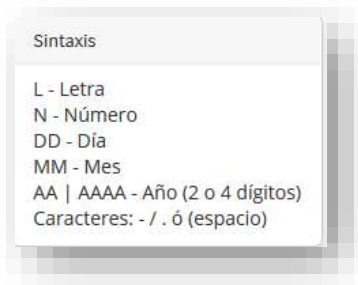 Sintaxis
L - Letra
N - Número
DD - Día
MM - Mes
AA | AAAA - Año (2 o 4 dígitos)
Caracteres: - / . ó (espacio)